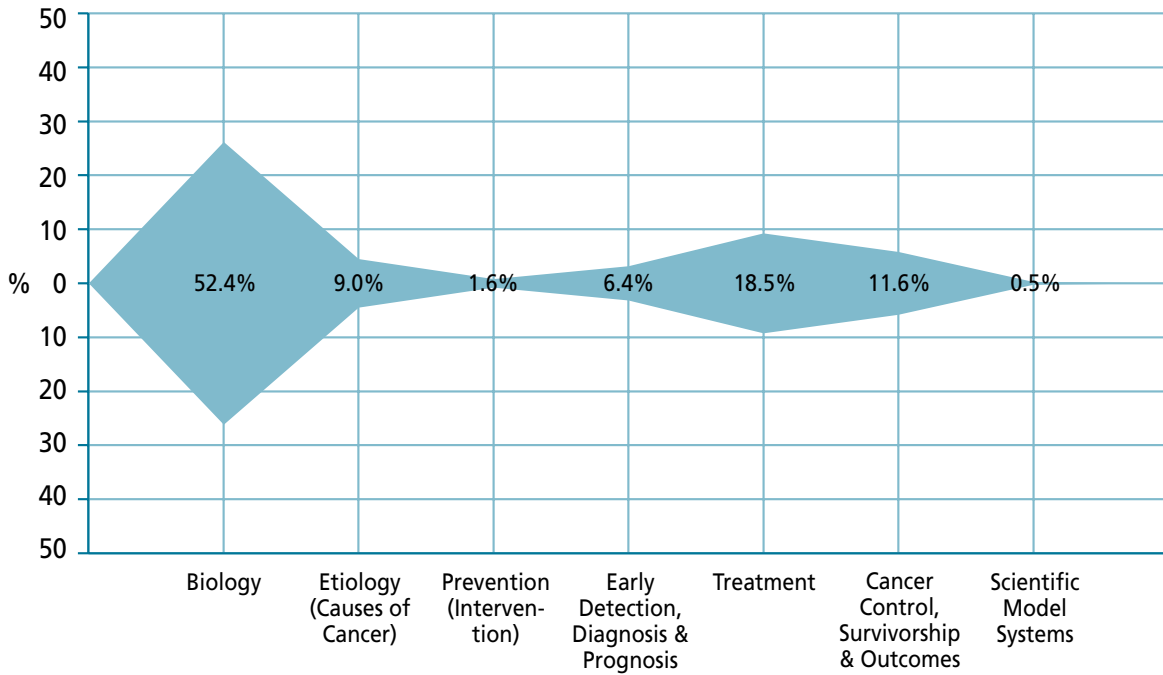 50
40
30
20
10
% 0
10
20
30
40
50
52.4% 9.0% 1.6% 6.4% 18.5% 11.6% 0.5%
Biology
Etiology
(Causes of
Cancer)
Prevention
(Interven-
tion)
Early
Detection,
Diagnosis &
Prognosis
Treatment
Cancer
Control,
Survivorship
& Outcomes
Scientific
Model
Systems